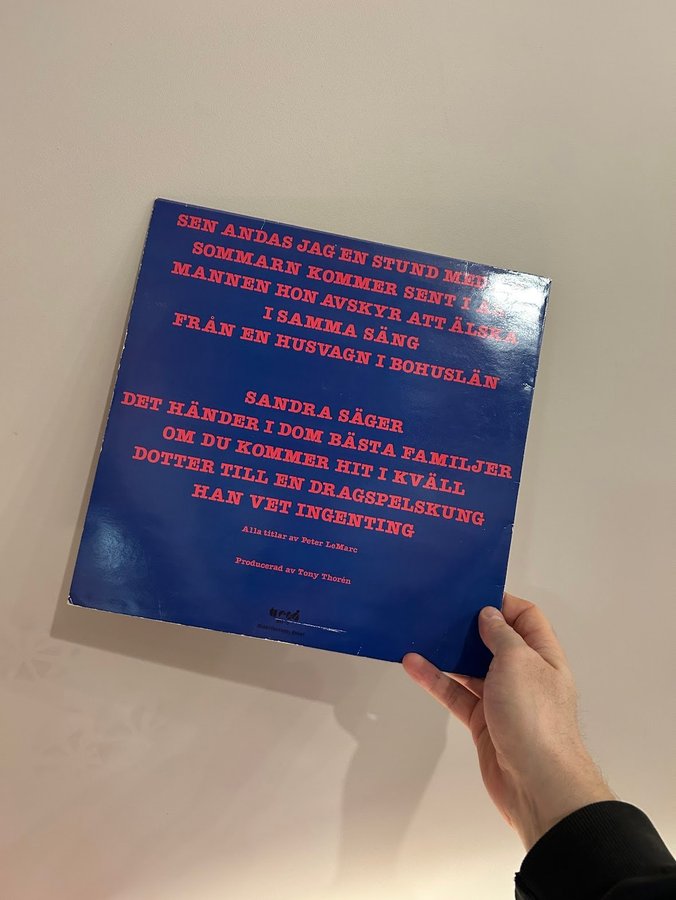 SEN ANDAS JAG EN STUND MED
SOMMARN KOMMER SENT I
MANNEN HON AVSKYR ATT ÄLSKA
I SAMMA SÄNG
FRÅN EN HUSVAGN I BOHUSLÄN
SANDRA SÄGER
DET HÄNDER I DOM BÄSTA FAMILJER
OM DU KOMMER HIT I KVÄLL
DOTTER TILL EN DRAGSPELSKUNG
HAN VET INGENTING
Alla titlar av Peter LeMarc
Producerad av Tony Thorén